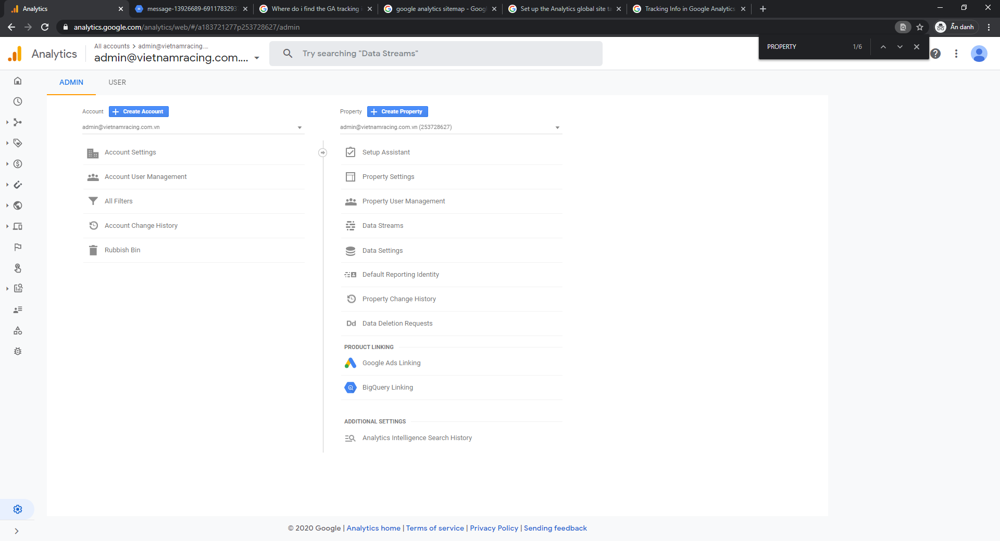 Analytics
message-13926689-691178329
Where do i find the GA tracking i
google analytics sitemap - Googl
Set up the Analytics global site ta
Tracking Info in Google Analytics
analytics.google.com/analytics/web/#/a183721277p253728627/admin
Ẩn danh
PROPERTY
1/6
Analytics
All accounts > admin@vietnamracing....
admin@vietnamracing.com....
Try searching "Data Streams"
ADMIN
USER
Account
Create Account
admin@vietnamracing.com.vn
Account Settings
Account User Management
All Filters
Account Change History
Rubbish Bin
Property
Create Property
admin@vietnamracing.com.vn (253728627)
Setup Assistant
Property Settings
Property User Management
Data Streams
Data Settings
Default Reporting Identity
Property Change History
Dd Data Deletion Requests
PRODUCT LINKING
Google Ads Linking
BigQuery Linking
ADDITIONAL SETTINGS
Analytics Intelligence Search History
© 2020 Google | Analytics home | Terms of service | Privacy Policy | Sending feedback